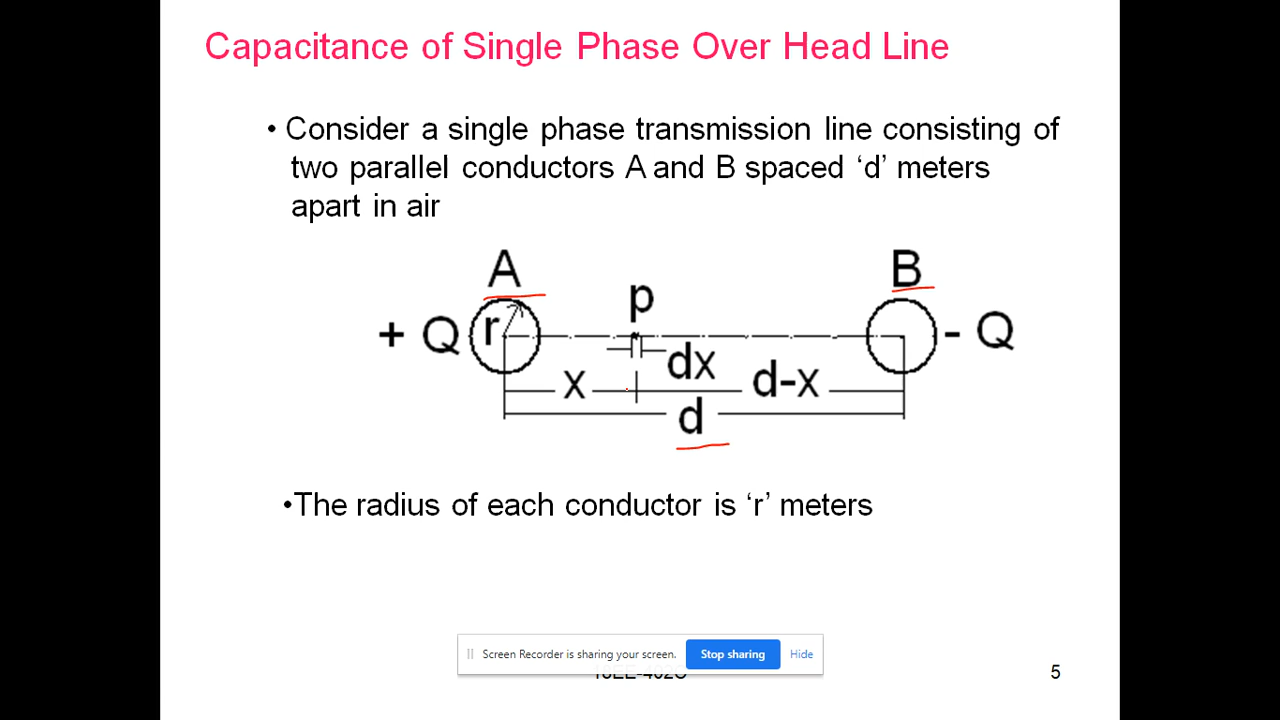 Capacitance of Single Phase Over Head Line
• Consider a single phase transmission line consisting of
two parallel conductors A and B spaced ‘d’ meters
apart in air
A
B
p
+ Q
r
- Q
dx
x
d-x
d
•The radius of each conductor is ‘r’ meters
Screen Recorder is sharing your screen.
Stop sharing
Hide
5